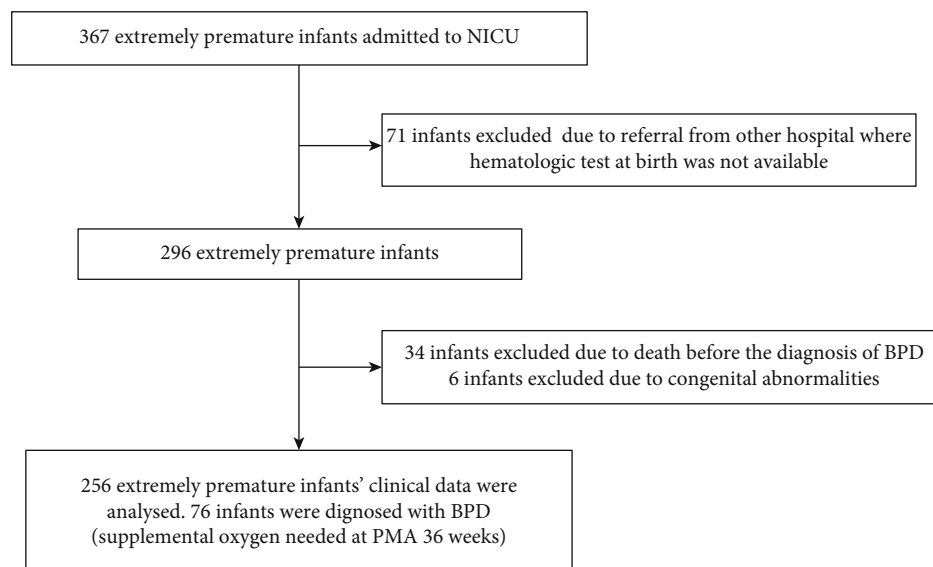 367 extremely premature infants admitted to NICU
71 infants excluded due to referral from other hospital where
hematologic test at birth was not available
296 extremely premature infants
34 infants excluded due to death before the diagnosis of BPD
6 infants excluded due to congenital abnormalities
256 extremely premature infants’ clinical data were
analysed. 76 infants were dignosed with BPD
(supplemental oxygen needed at PMA 36 weeks)